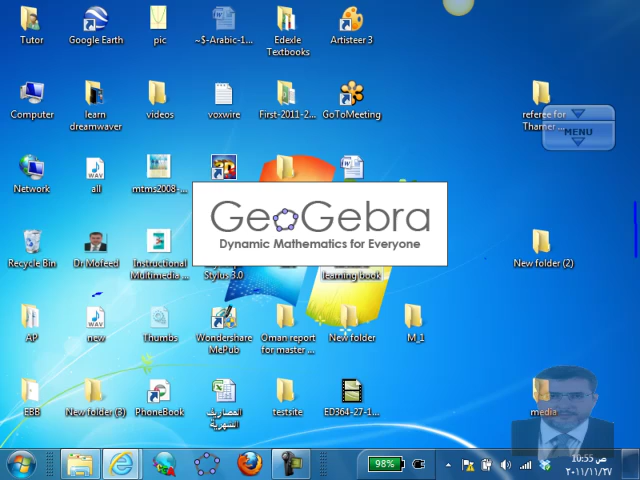 Tutor
Google Earth
pic
~$-Arabic-1...
Edexle
Textbooks
Artisteer 3
Computer
learn
dreamwaver
videos
voxwire
First-2011-2...
GoToMeeting
referee for
Thamer ...
MENU
Network
all
mtms2008-...
GeoGebra
Dynamic Mathematics for Everyone
Recycle Bin
Dr Mofeed
Instructional
Multimedia ...
Stylus 3.0
learning book
New folder (2)
AP
new
Thumbs
Wondershare
MePub
Oman report
for master ...
New folder
M_1
EBB
New folder (3)
PhoneBook
المصاريف
الشهرية
testsite
ED364-27-1...
media
98%
10:55 ص
٢٠١١/١١/٢٧